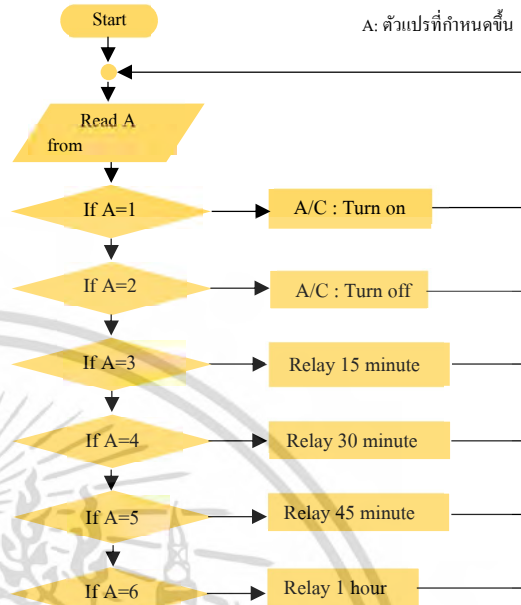 Start
A: ตัวแปรที่กำหนดขึ้น
Read A
from
If A=1
A/C : Turn on
If A=2
A/C : Turn off
If A=3
Relay 15 minute
If A=4
Relay 30 minute
If A=5
Relay 45 minute
If A=6
Relay 1 hour